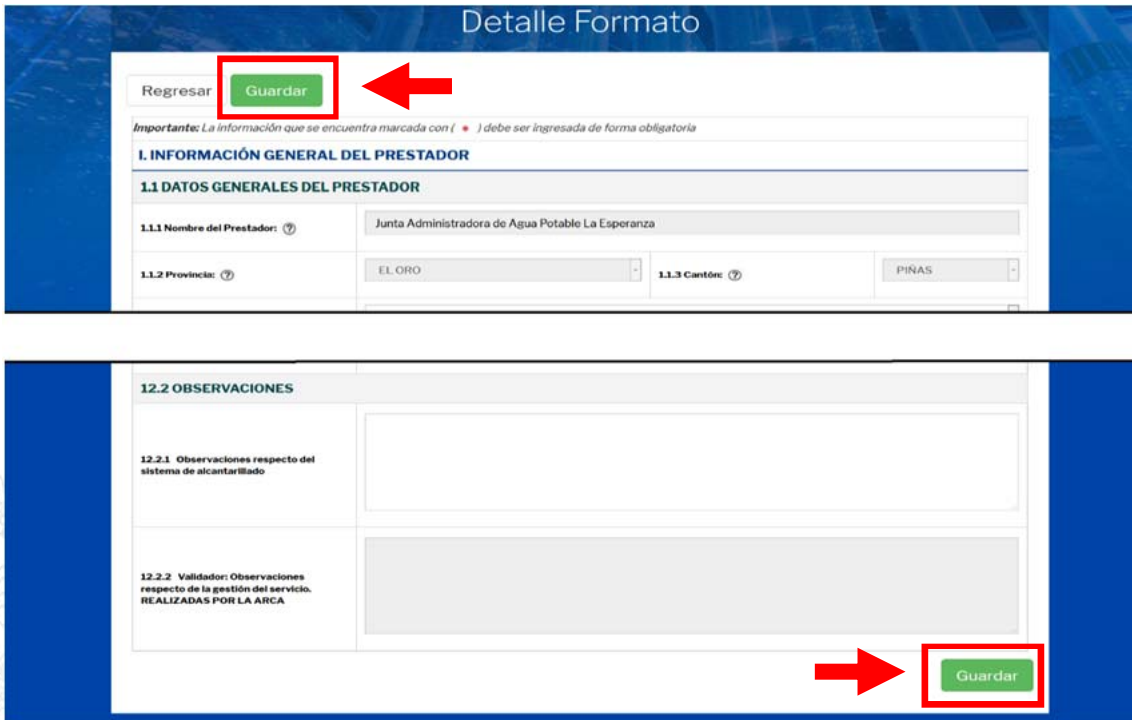 Detalle Formato
Regresar
Guardar
Importante: La información que se encuentra marcada con ( * ) debe ser ingresada de forma obligatoria
I. INFORMACIÓN GENERAL DEL PRESTADOR
1.1 DATOS GENERALES DEL PRESTADOR
1.1.1 Nombre del Prestador: ?
Junta Administradora de Agua Potable La Esperanza
1.1.2 Provincia: ?
EL ORO
1.1.3 Cantón: ?
PIÑAS
12.2 OBSERVACIONES
12.2.1 Observaciones respecto del
sistema de alcantarillado
12.2.2 Validador: Observaciones
respecto de la gestión del servicio.
REALIZADAS POR LA ARCA
Guardar